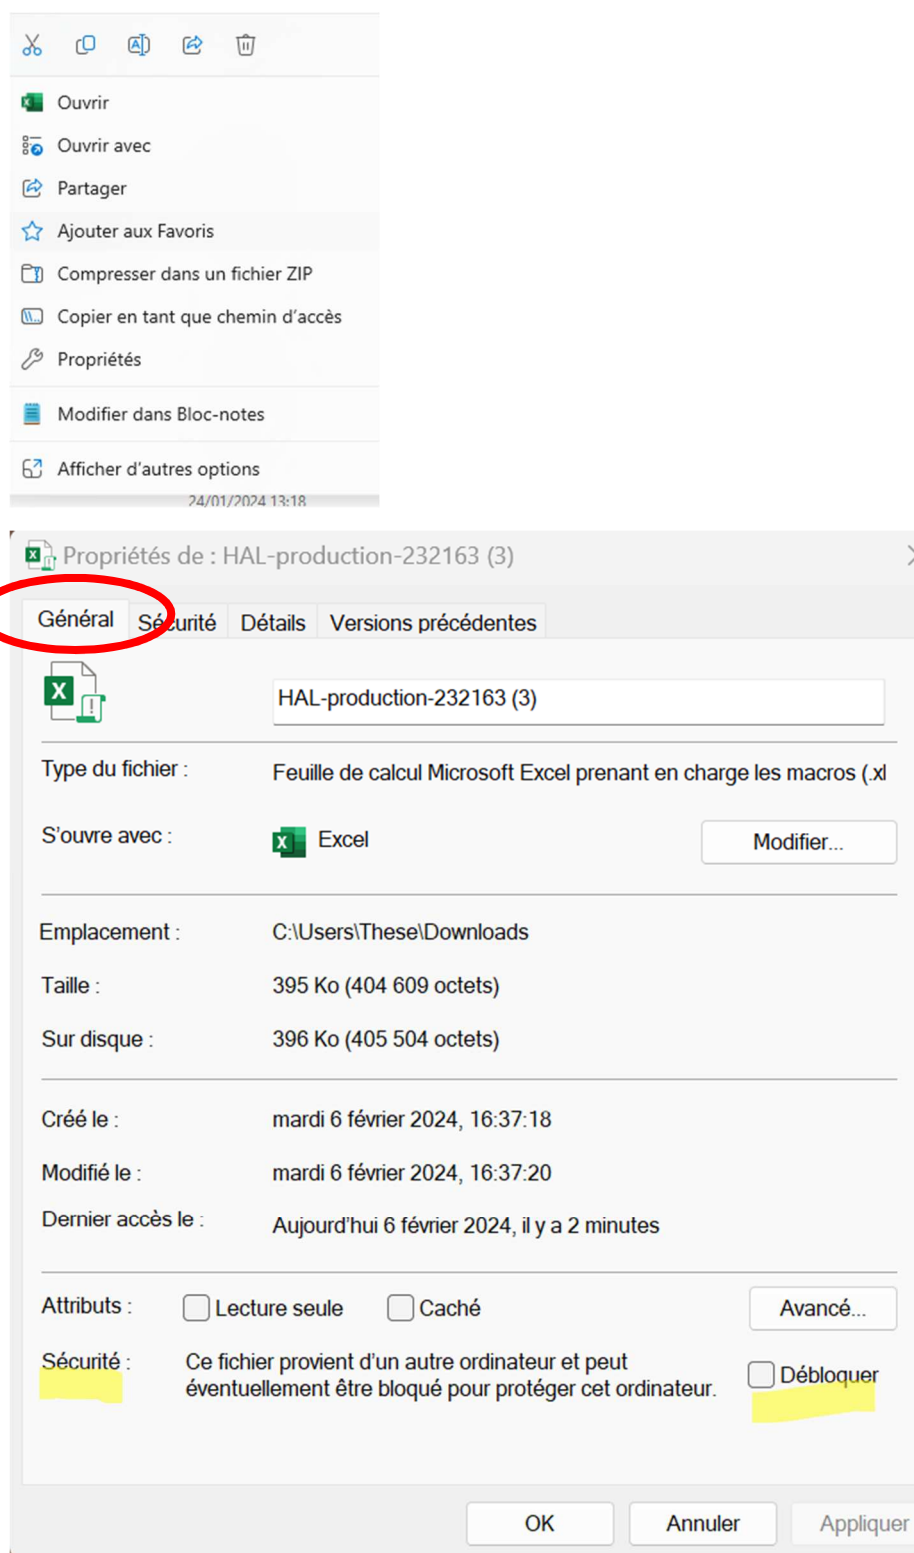 Ouvrir
Ouvrir avec
Partager
Ajouter aux Favoris
Compresser dans un fichier ZIP
Copier en tant que chemin d'accès
Propriétés
Modifier dans Bloc-notes
Afficher d'autres options
24/01/2024 13:18
Propriétés de : HAL-production-232163 (3)
Général Sécurité Détails Versions précédentes
HAL-production-232163 (3)
Type du fichier : Feuille de calcul Microsoft Excel prenant en charge les macros (.xl
S'ouvre avec : Excel Modifier...
Emplacement : C:\Users\These\Downloads
Taille : 395 Ko (404 609 octets)
Sur disque : 396 Ko (405 504 octets)
Créé le : mardi 6 février 2024, 16:37:18
Modifié le : mardi 6 février 2024, 16:37:20
Dernier accès le : Aujourd'hui 6 février 2024, il y a 2 minutes
Attributs : Lecture seule Caché Avancé...
Sécurité : Ce fichier provient d'un autre ordinateur et peut
éventuellement être bloqué pour protéger cet ordinateur. Débloquer
OK Annuler Appliquer